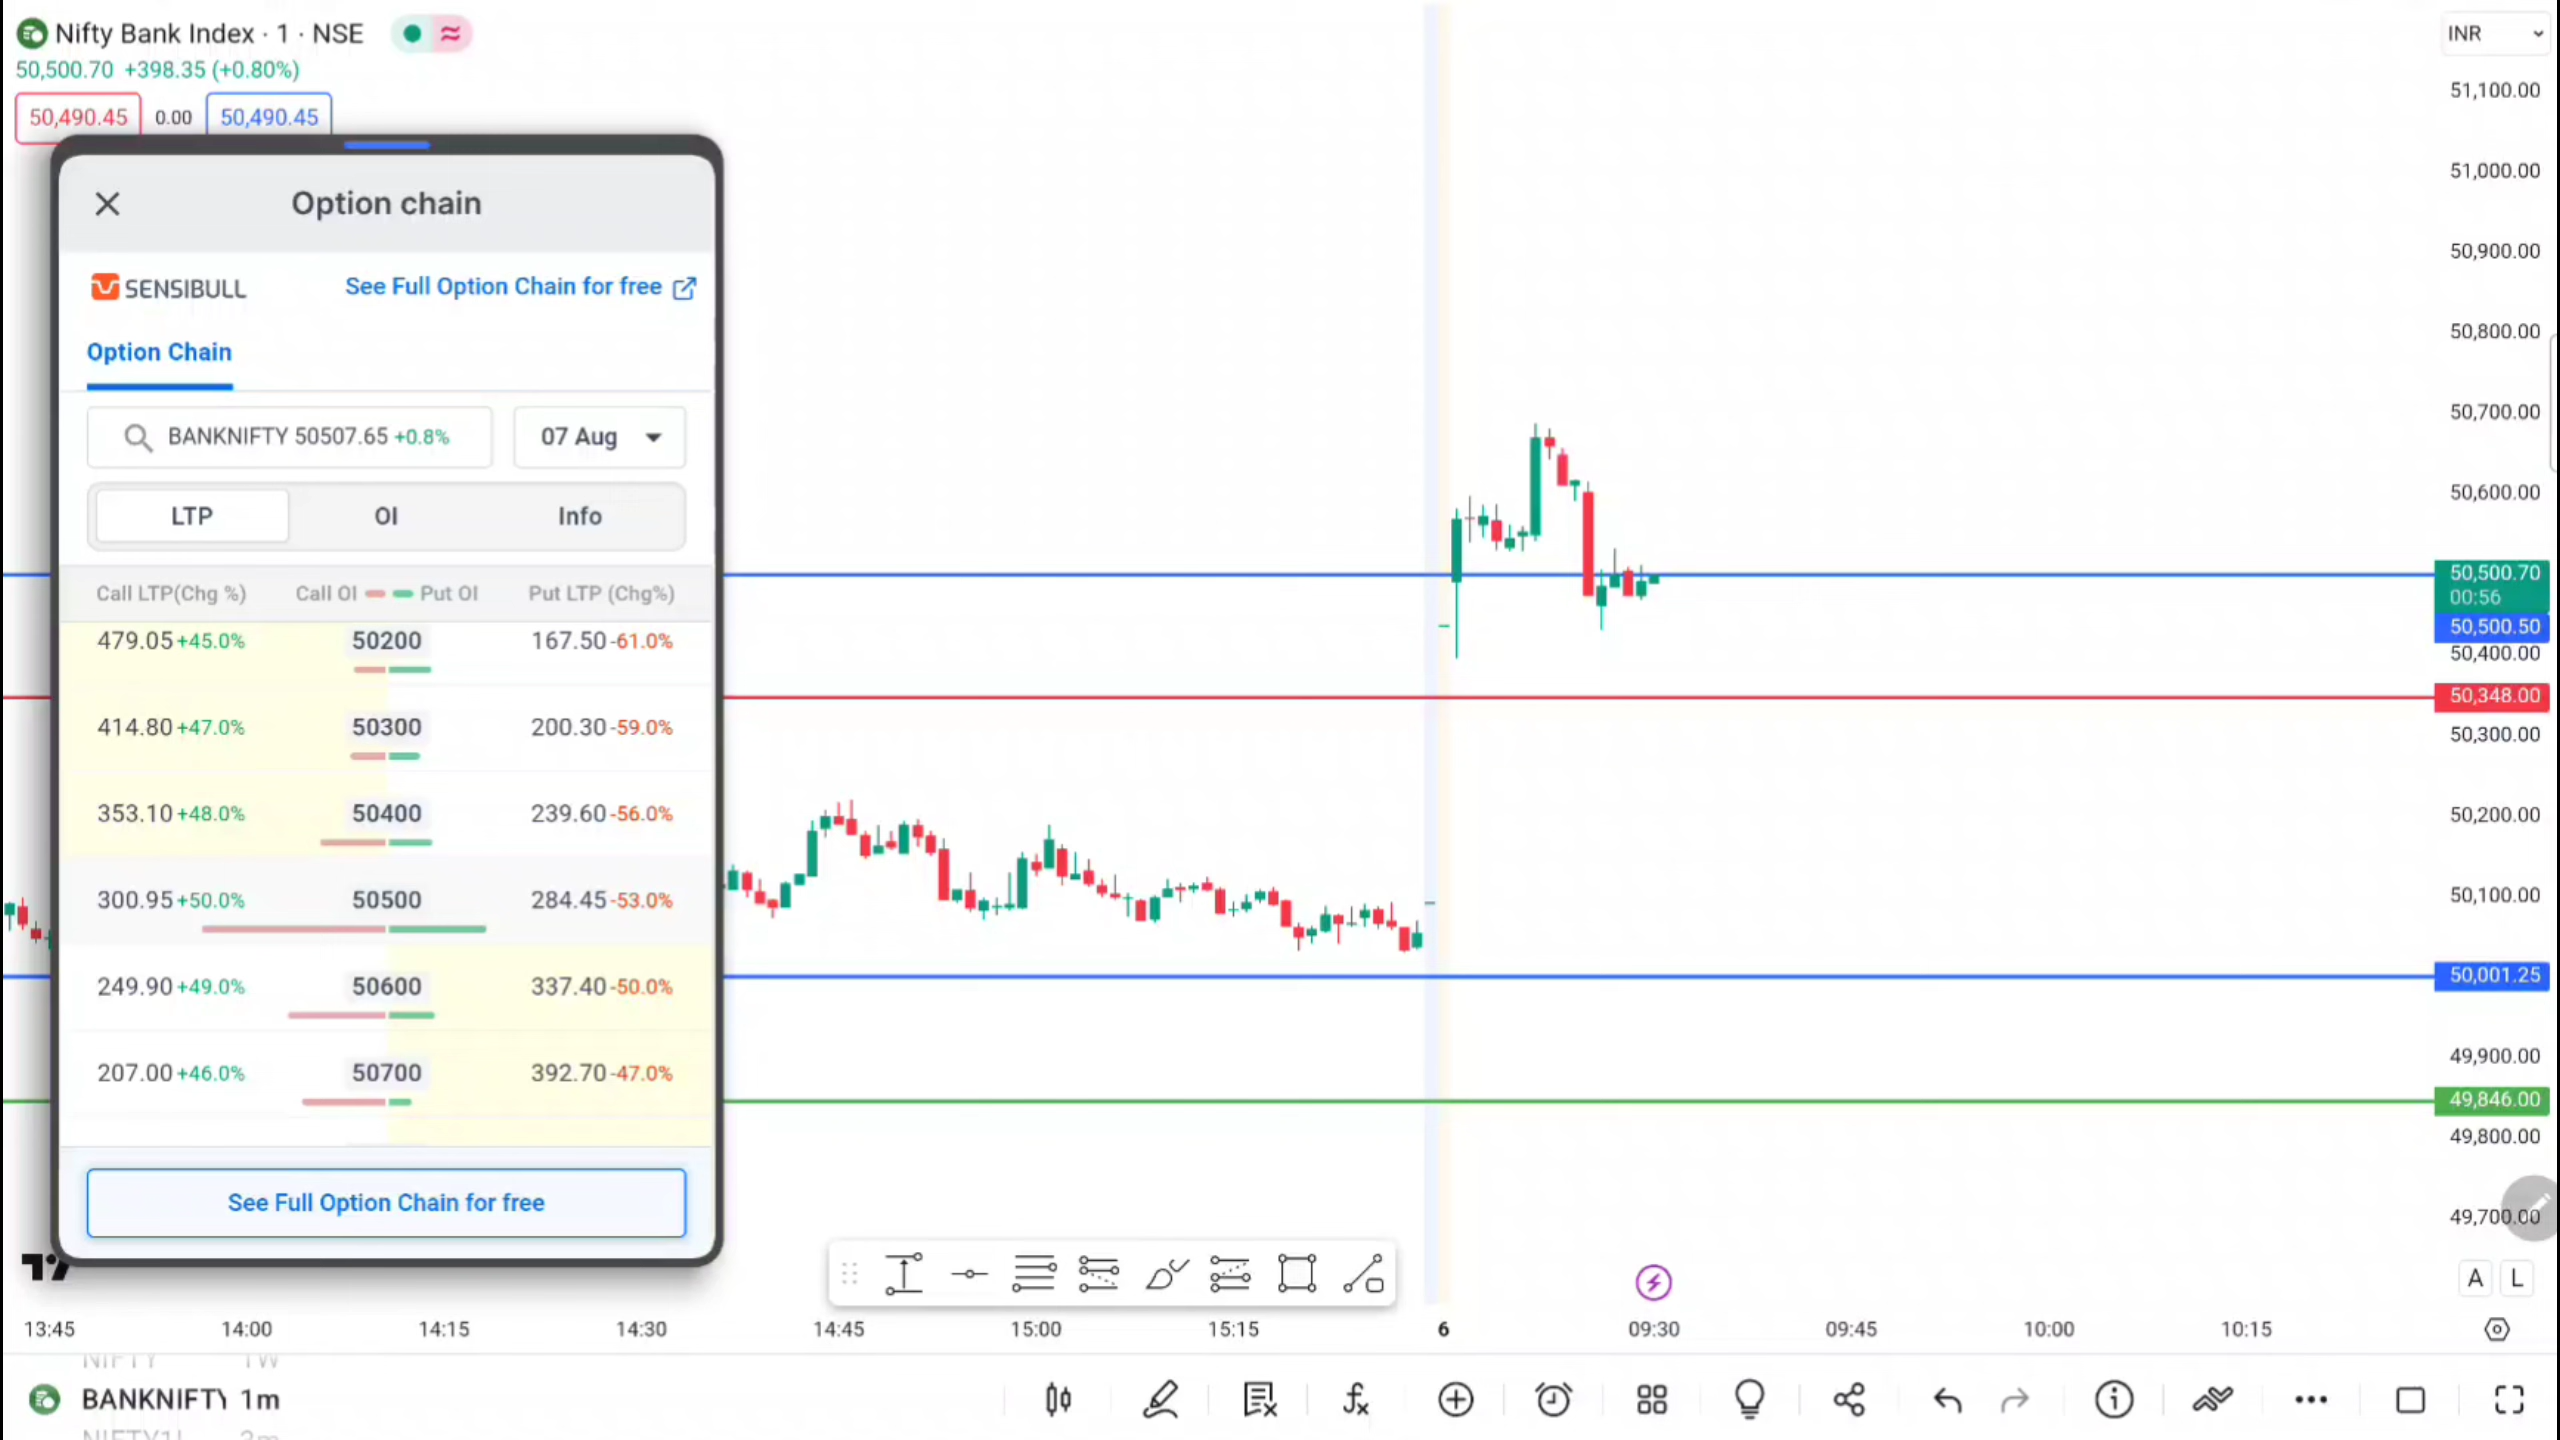 Nifty Bank Index · 1 · NSE
50,500.70 +398.35 (+0.80%)
50,490.45 0.00 50,490.45
INR
Option chain
SENSIBULL See Full Option Chain for free
Option Chain
BANKNIFTY 50507.65 +0.8% 07 Aug
LTP OI Info
Call LTP(Chg %) Call OI Put OI Put LTP (Chg%)
479.05 +45.0% 50200 167.50 -61.0%
414.80 +47.0% 50300 200.30 -59.0%
353.10 +48.0% 50400 239.60 -56.0%
300.95 +50.0% 50500 284.45 -53.0%
249.90 +49.0% 50600 337.40 -50.0%
207.00 +46.0% 50700 392.70 -47.0%
See Full Option Chain for free
51,100.00
51,000.00
50,900.00
50,800.00
50,700.00
50,600.00
50,500.70
00:56
50,500.50
50,400.00
50,348.00
50,300.00
50,200.00
50,100.00
50,001.25
49,900.00
49,846.00
49,800.00
49,700.00
A L
13:45 14:00 14:15 14:30 14:45 15:00 15:15 6 09:30 09:45 10:00 10:15
NIFTY 1W
BANKNIFTY 1m